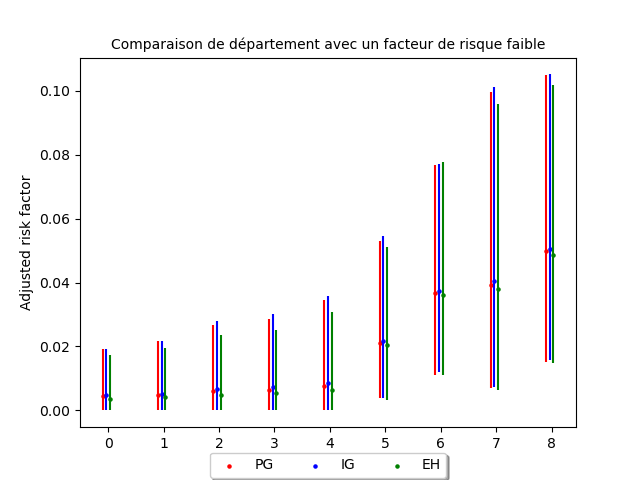 Comparaison de département avec un facteur de risque faible
Adjusted risk factor
0.10
0.08
0.06
0.04
0.02
0.00
0 1 2 3 4 5 6 7 8
PG IG EH